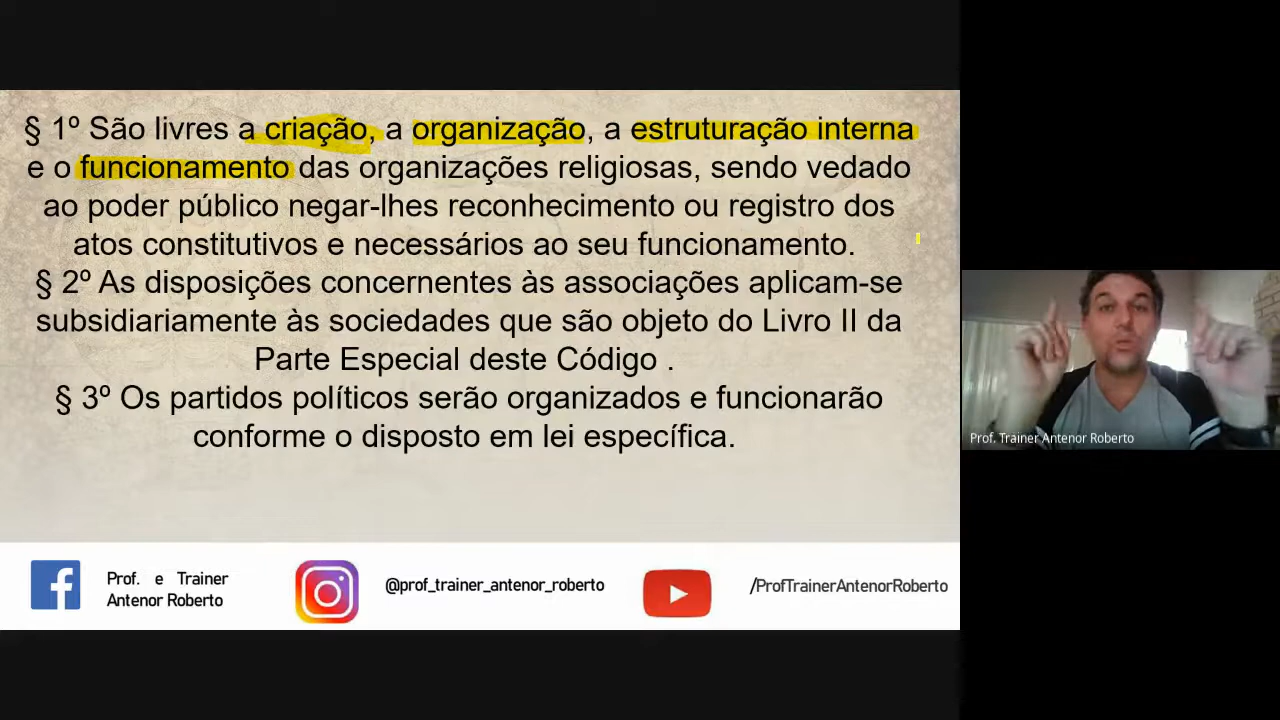 § 1º São livres a criação, a organização, a estruturação interna
e o funcionamento das organizações religiosas, sendo vedado
ao poder público negar-lhes reconhecimento ou registro dos
atos constitutivos e necessários ao seu funcionamento.
§ 2º As disposições concernentes às associações aplicam-se
subsidiariamente às sociedades que são objeto do Livro II da
Parte Especial deste Código .
§ 3º Os partidos políticos serão organizados e funcionarão
conforme o disposto em lei específica.
Prof. Trainer Antenor Roberto
Prof. e Trainer
Antenor Roberto
@prof_trainer_antenor_roberto
/ProfTrainerAntenorRoberto